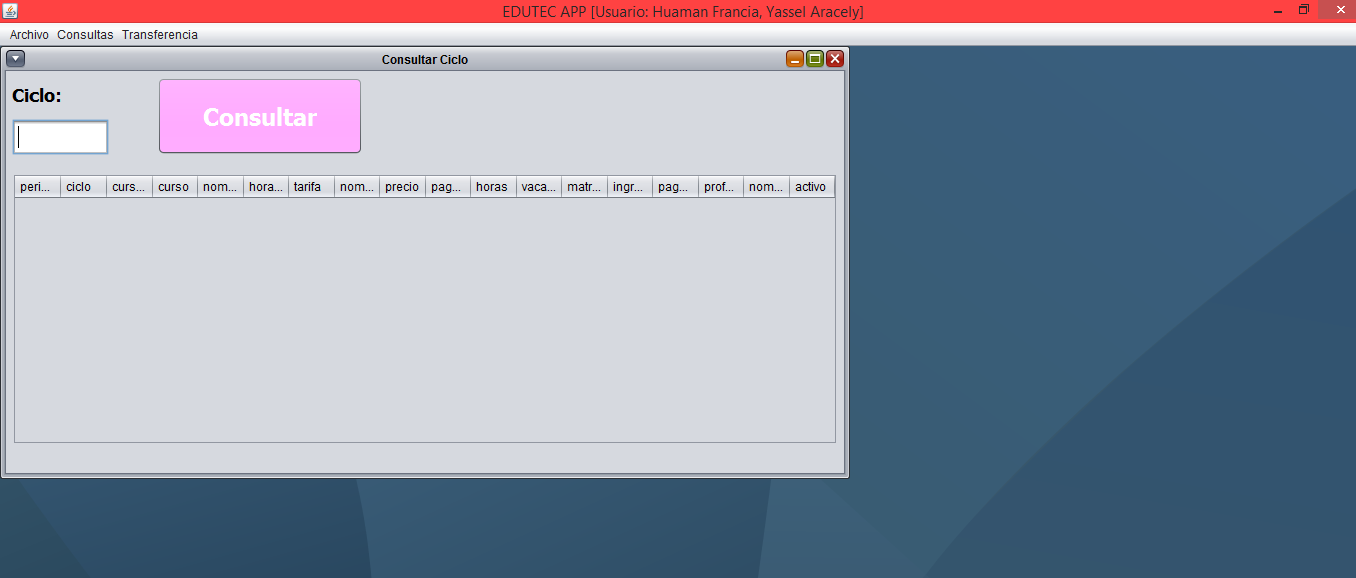 EDUTEC APP [Usuario: Huaman Francia, Yassel Aracely]
Archivo Consultas Transferencia
Consultar Ciclo
Ciclo:
Consultar
peri... ciclo curs... curso nom... hora... tarifa nom... precio pag... horas vaca... matr... ingr... pag... prof... nom... activo